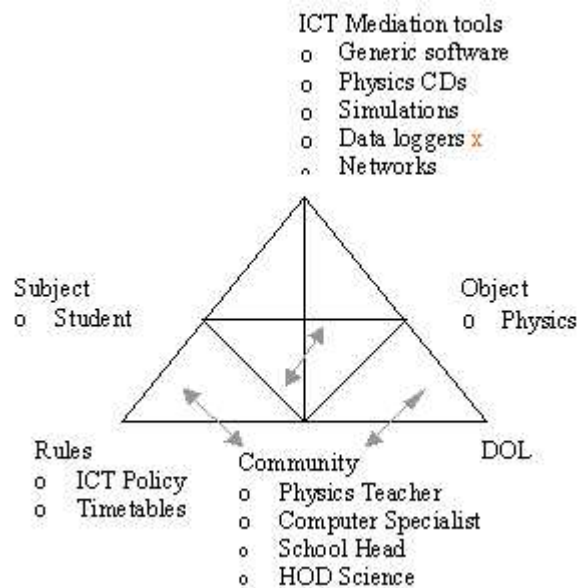 ICT Mediation tools
o Generic software
o Physics CDs
o Simulations
o Data loggers x
o Networks
Subject
o Student
Object
o Physics
Rules
o ICT Policy
o Timetables
Community
o Physics Teacher
o Computer Specialist
o School Head
o HOD Science
DOL